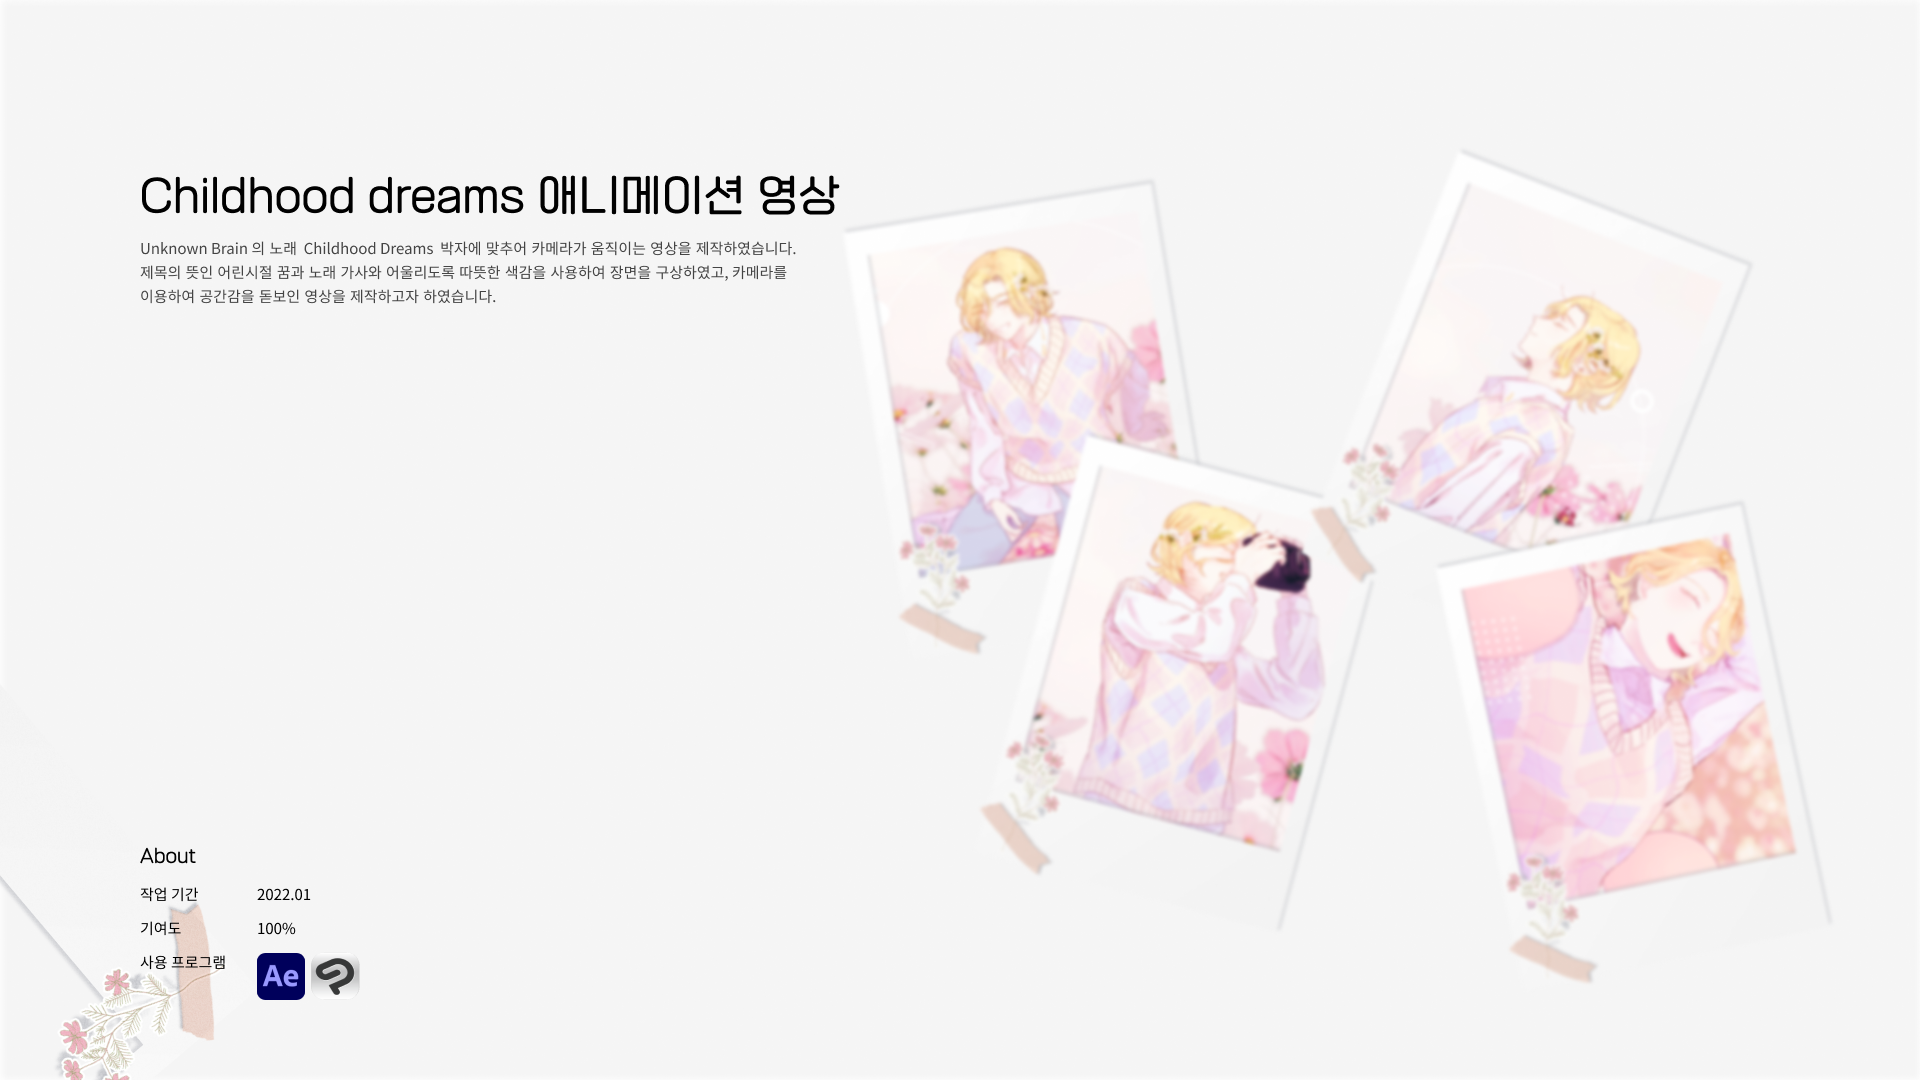 Childhood dreams 애니메이션 영상
Unknown Brain 의 노래 Childhood Dreams 박자에 맞추어 카메라가 움직이는 영상을 제작하였습니다.
제목의 뜻인 어린시절 꿈과 노래 가사와 어울리도록 따뜻한 색감을 사용하여 장면을 구상하였고, 카메라를
이용하여 공간감을 돋보인 영상을 제작하고자 하였습니다.
About
작업 기간 2022.01
기여도 100%
사용 프로그램 Ae